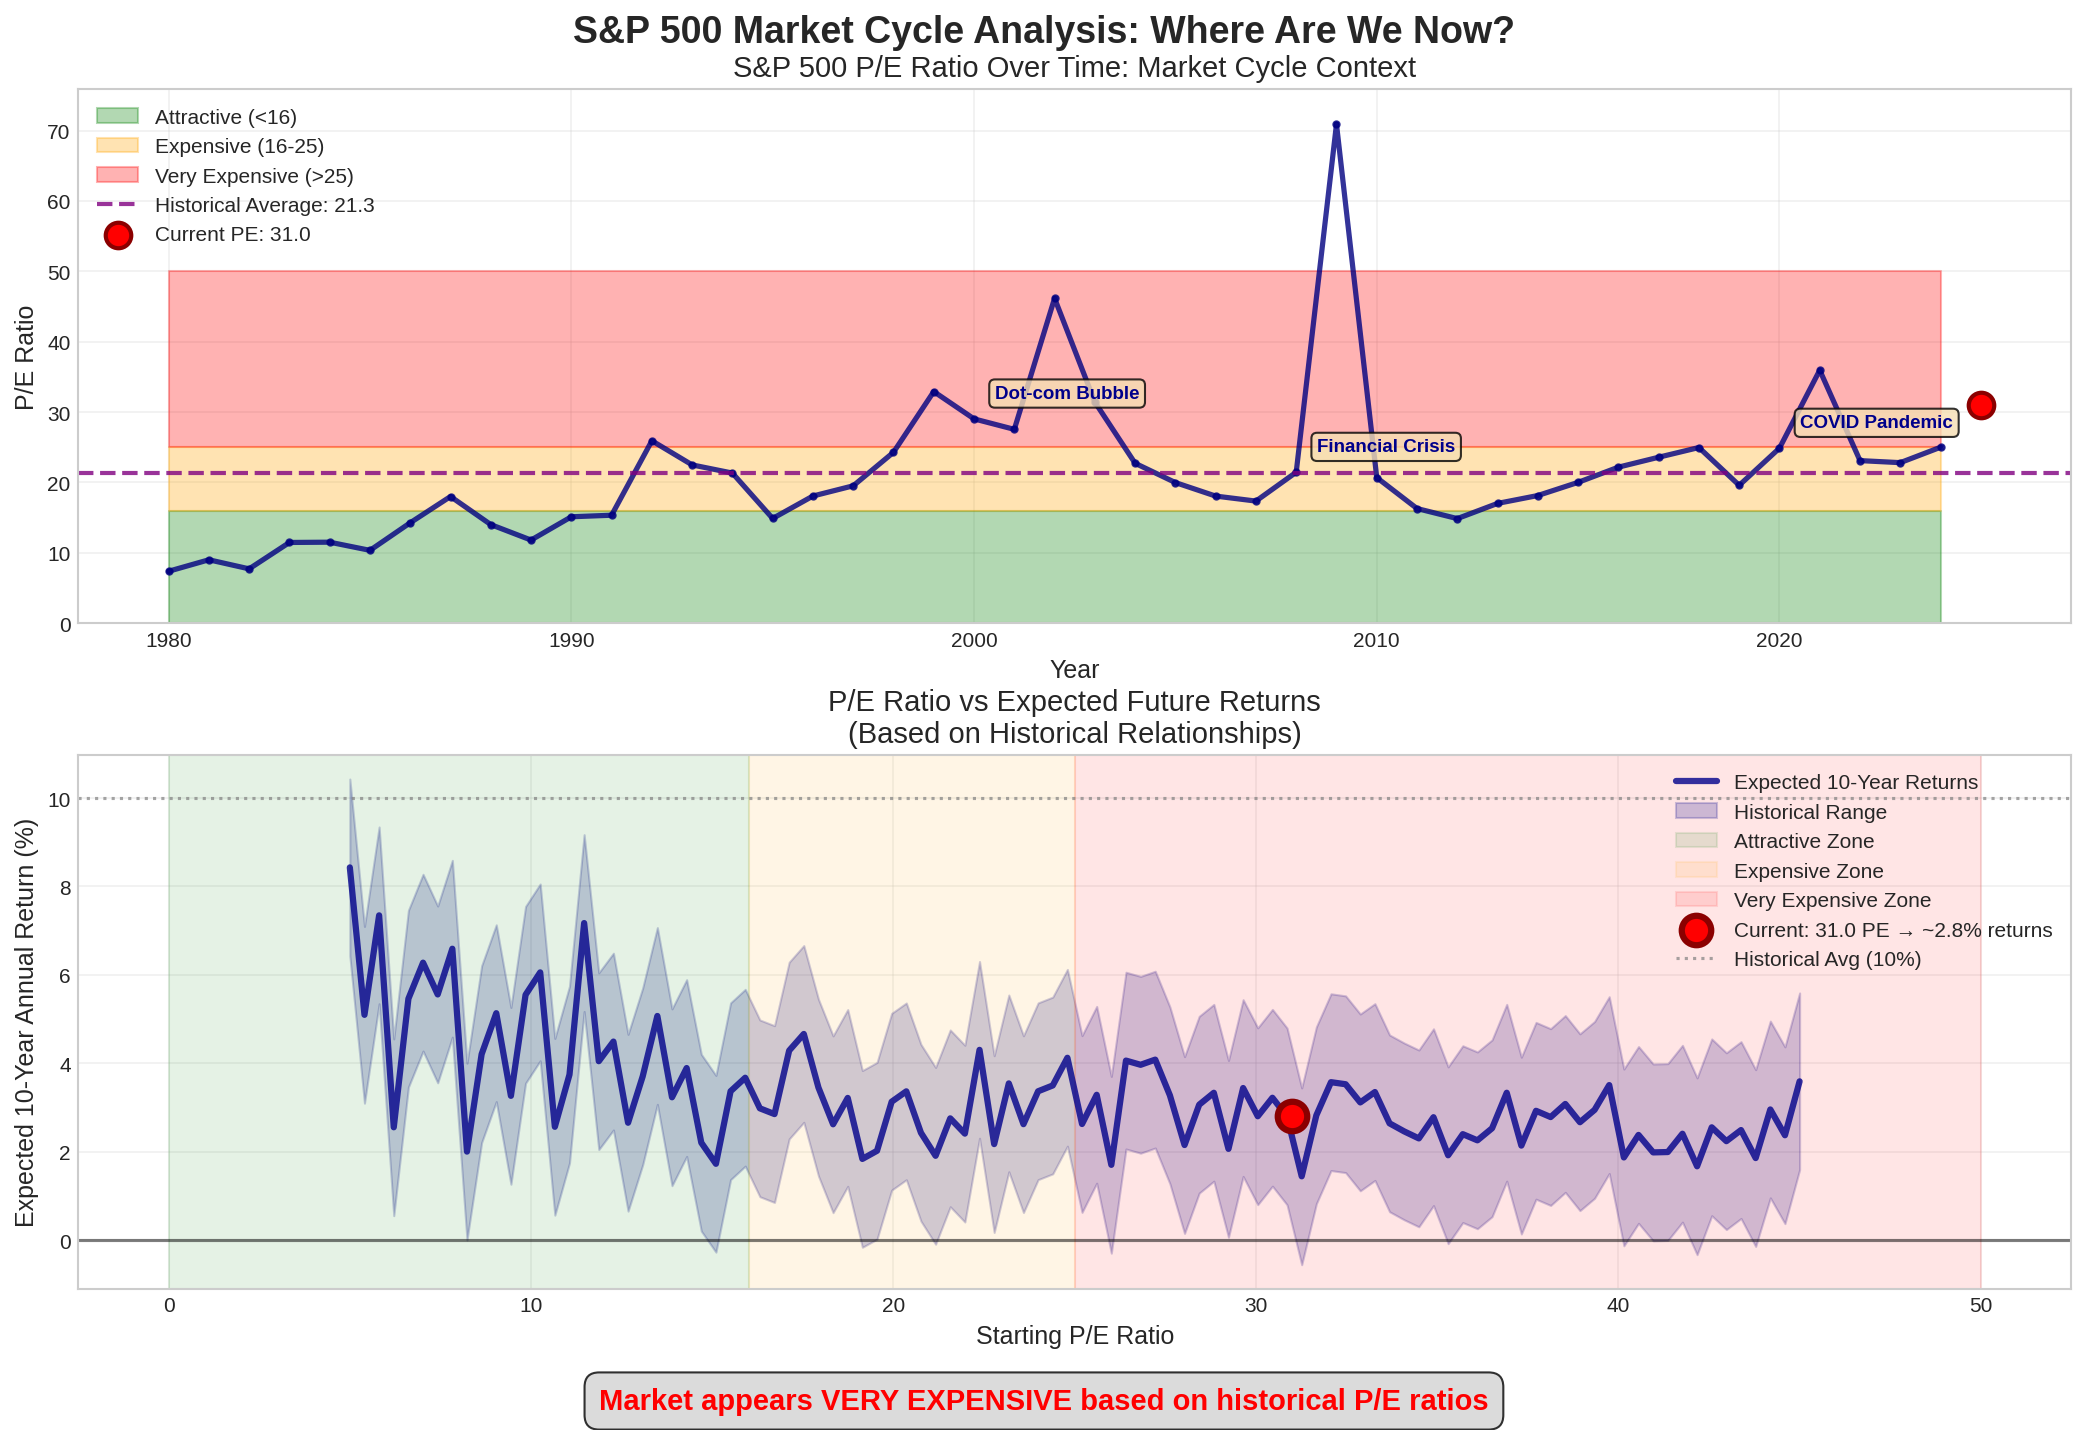 S&P 500 Market Cycle Analysis: Where Are We Now?
S&P 500 P/E Ratio Over Time: Market Cycle Context
Attractive (<16)
Expensive (16-25)
Very Expensive (>25)
Historical Average: 21.3
Current PE: 31.0
P/E Ratio
70
60
50
40
30
20
10
0
Dot-com Bubble
Financial Crisis
COVID Pandemic
1980
1990
2000
2010
2020
Year
P/E Ratio vs Expected Future Returns
(Based on Historical Relationships)
Expected 10-Year Returns
Historical Range
Attractive Zone
Expensive Zone
Very Expensive Zone
Current: 31.0 PE → ~2.8% returns
Historical Avg (10%)
Expected 10-Year Annual Return (%)
10
8
6
4
2
0
0
10
20
30
40
50
Starting P/E Ratio
Market appears VERY EXPENSIVE based on historical P/E ratios